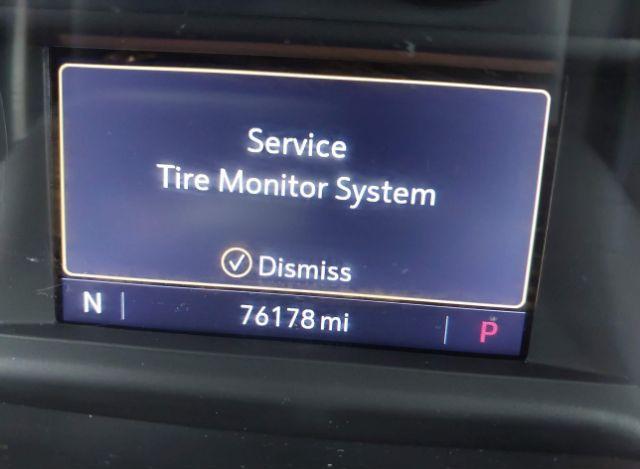 Service
Tire Monitor System
Dismiss
N 76178 mi P